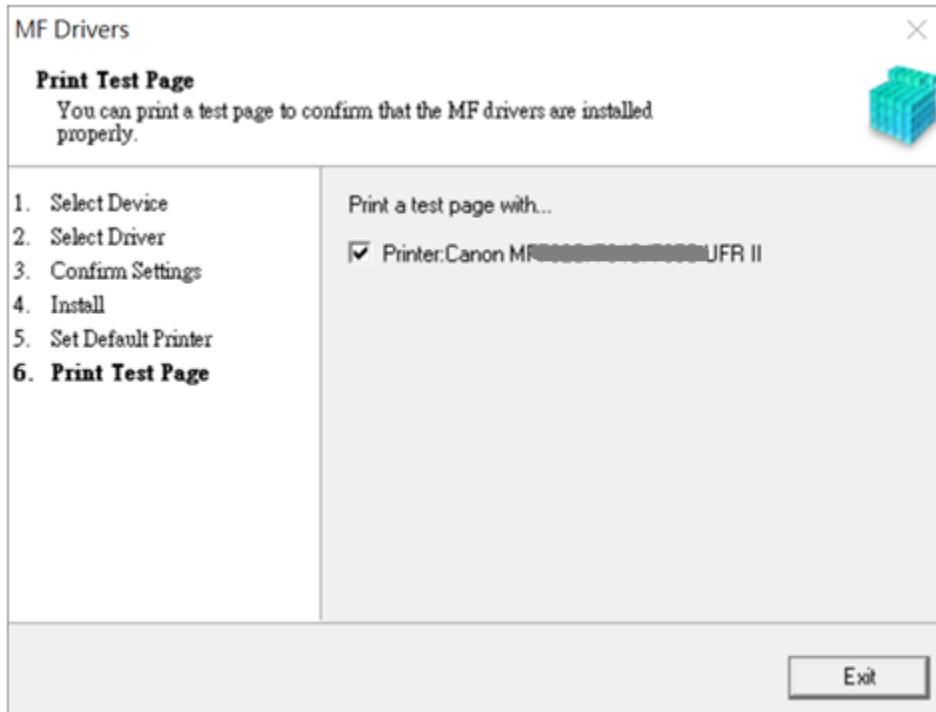 MF Drivers
Print Test Page
You can print a test page to confirm that the MF drivers are installed
properly.
1. Select Device
2. Select Driver
3. Confirm Settings
4. Install
5. Set Default Printer
6. Print Test Page
Print a test page with...
Printer:Canon UFR II
Exit